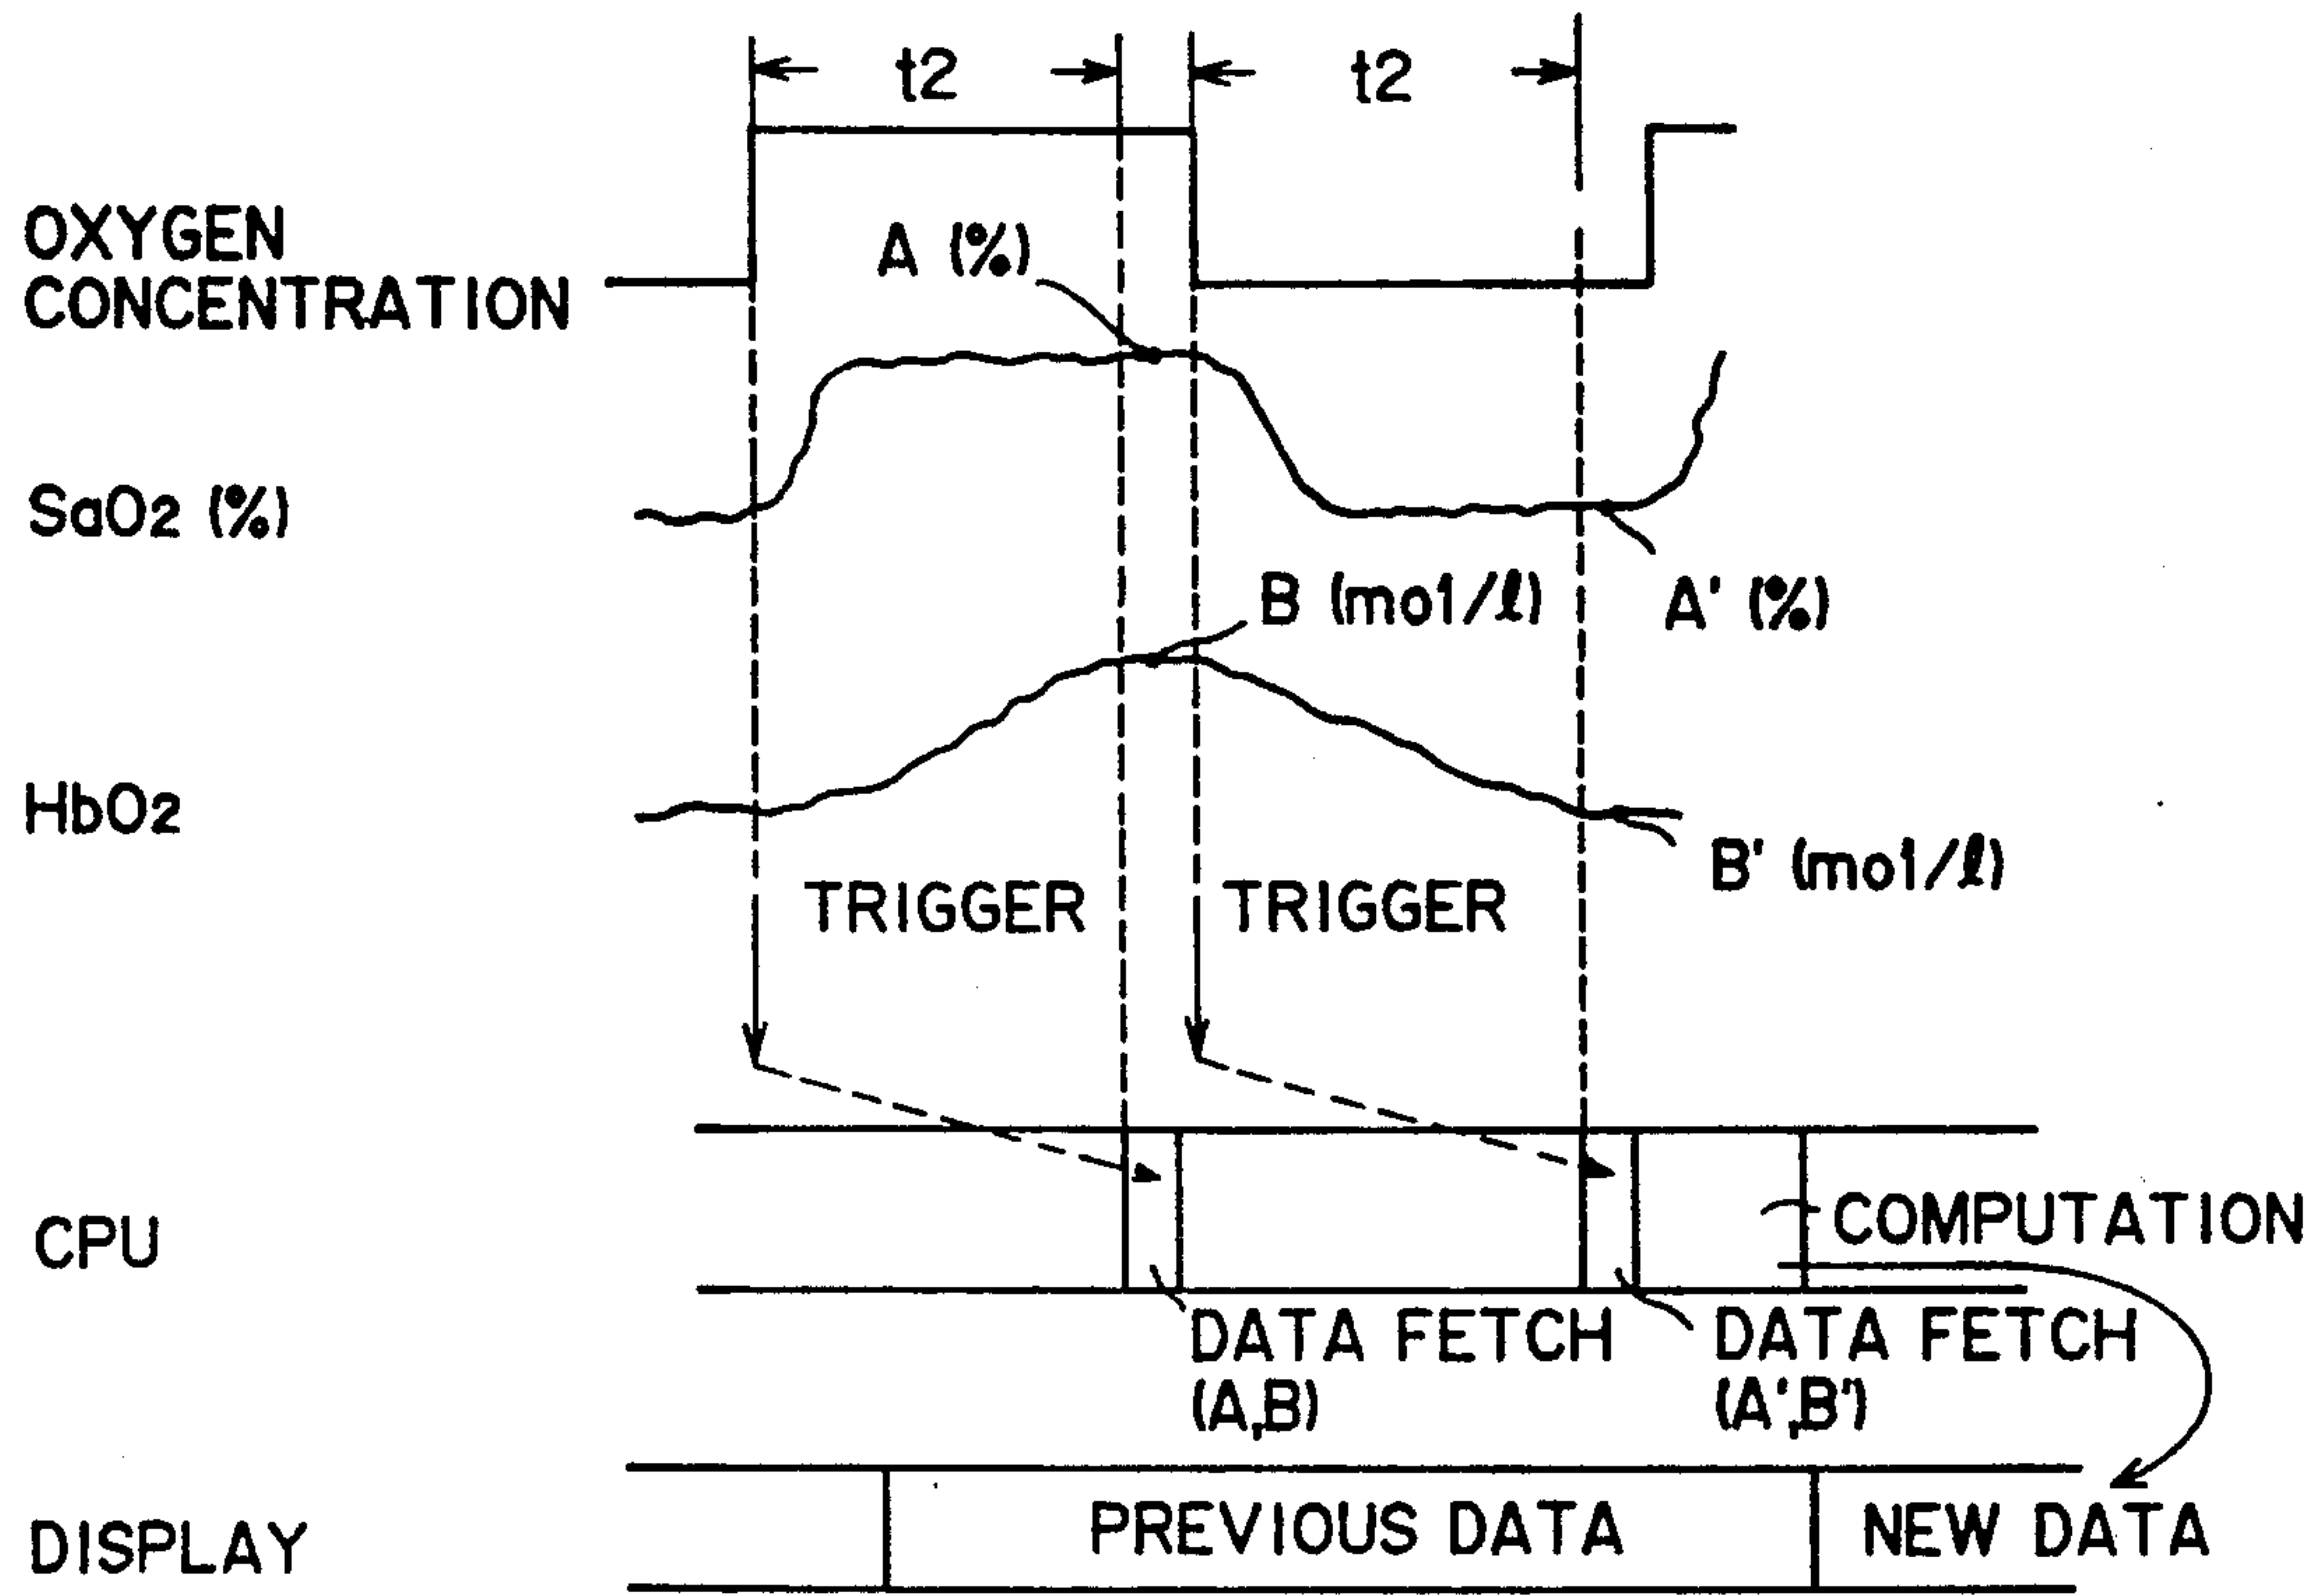 t2
t2
OXYGEN
CONCENTRATION
A (%)
SaO2 (%)
B (mol/ℓ)
A' (%)
HbO2
B' (mol/ℓ)
TRIGGER
TRIGGER
CPU
COMPUTATION
DATA FETCH
(A,B)
DATA FETCH
(A',B')
DISPLAY
PREVIOUS DATA
NEW DATA